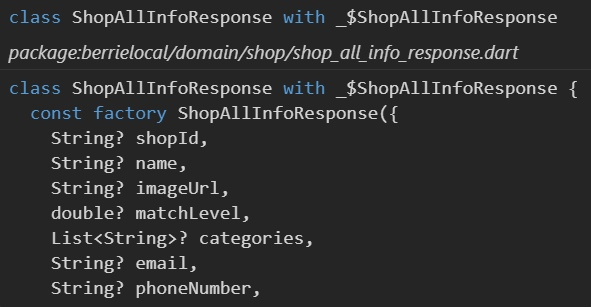 class ShopAllInfoResponse with _$ShopAllInfoResponse
package:berrielocal/domain/shop/shop_all_info_response.dart
class ShopAllInfoResponse with _$ShopAllInfoResponse {
  const factory ShopAllInfoResponse({
    String? shopId,
    String? name,
    String? imageUrl,
    double? matchLevel,
    List<String>? categories,
    String? email,
    String? phoneNumber,